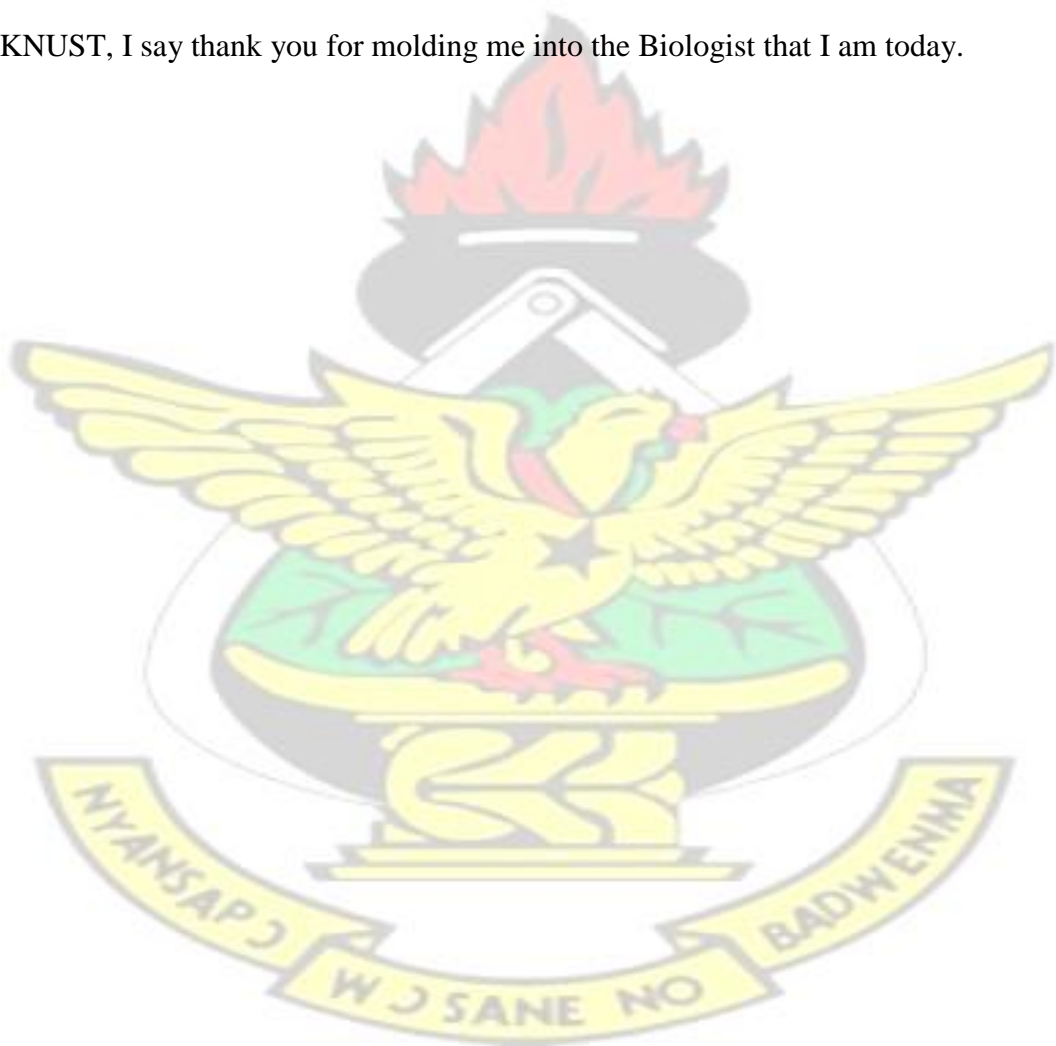 KNUST, I say thank you for molding me into the Biologist that I am today.
NYANSAPƆ WƆSANE NO BADWENMA